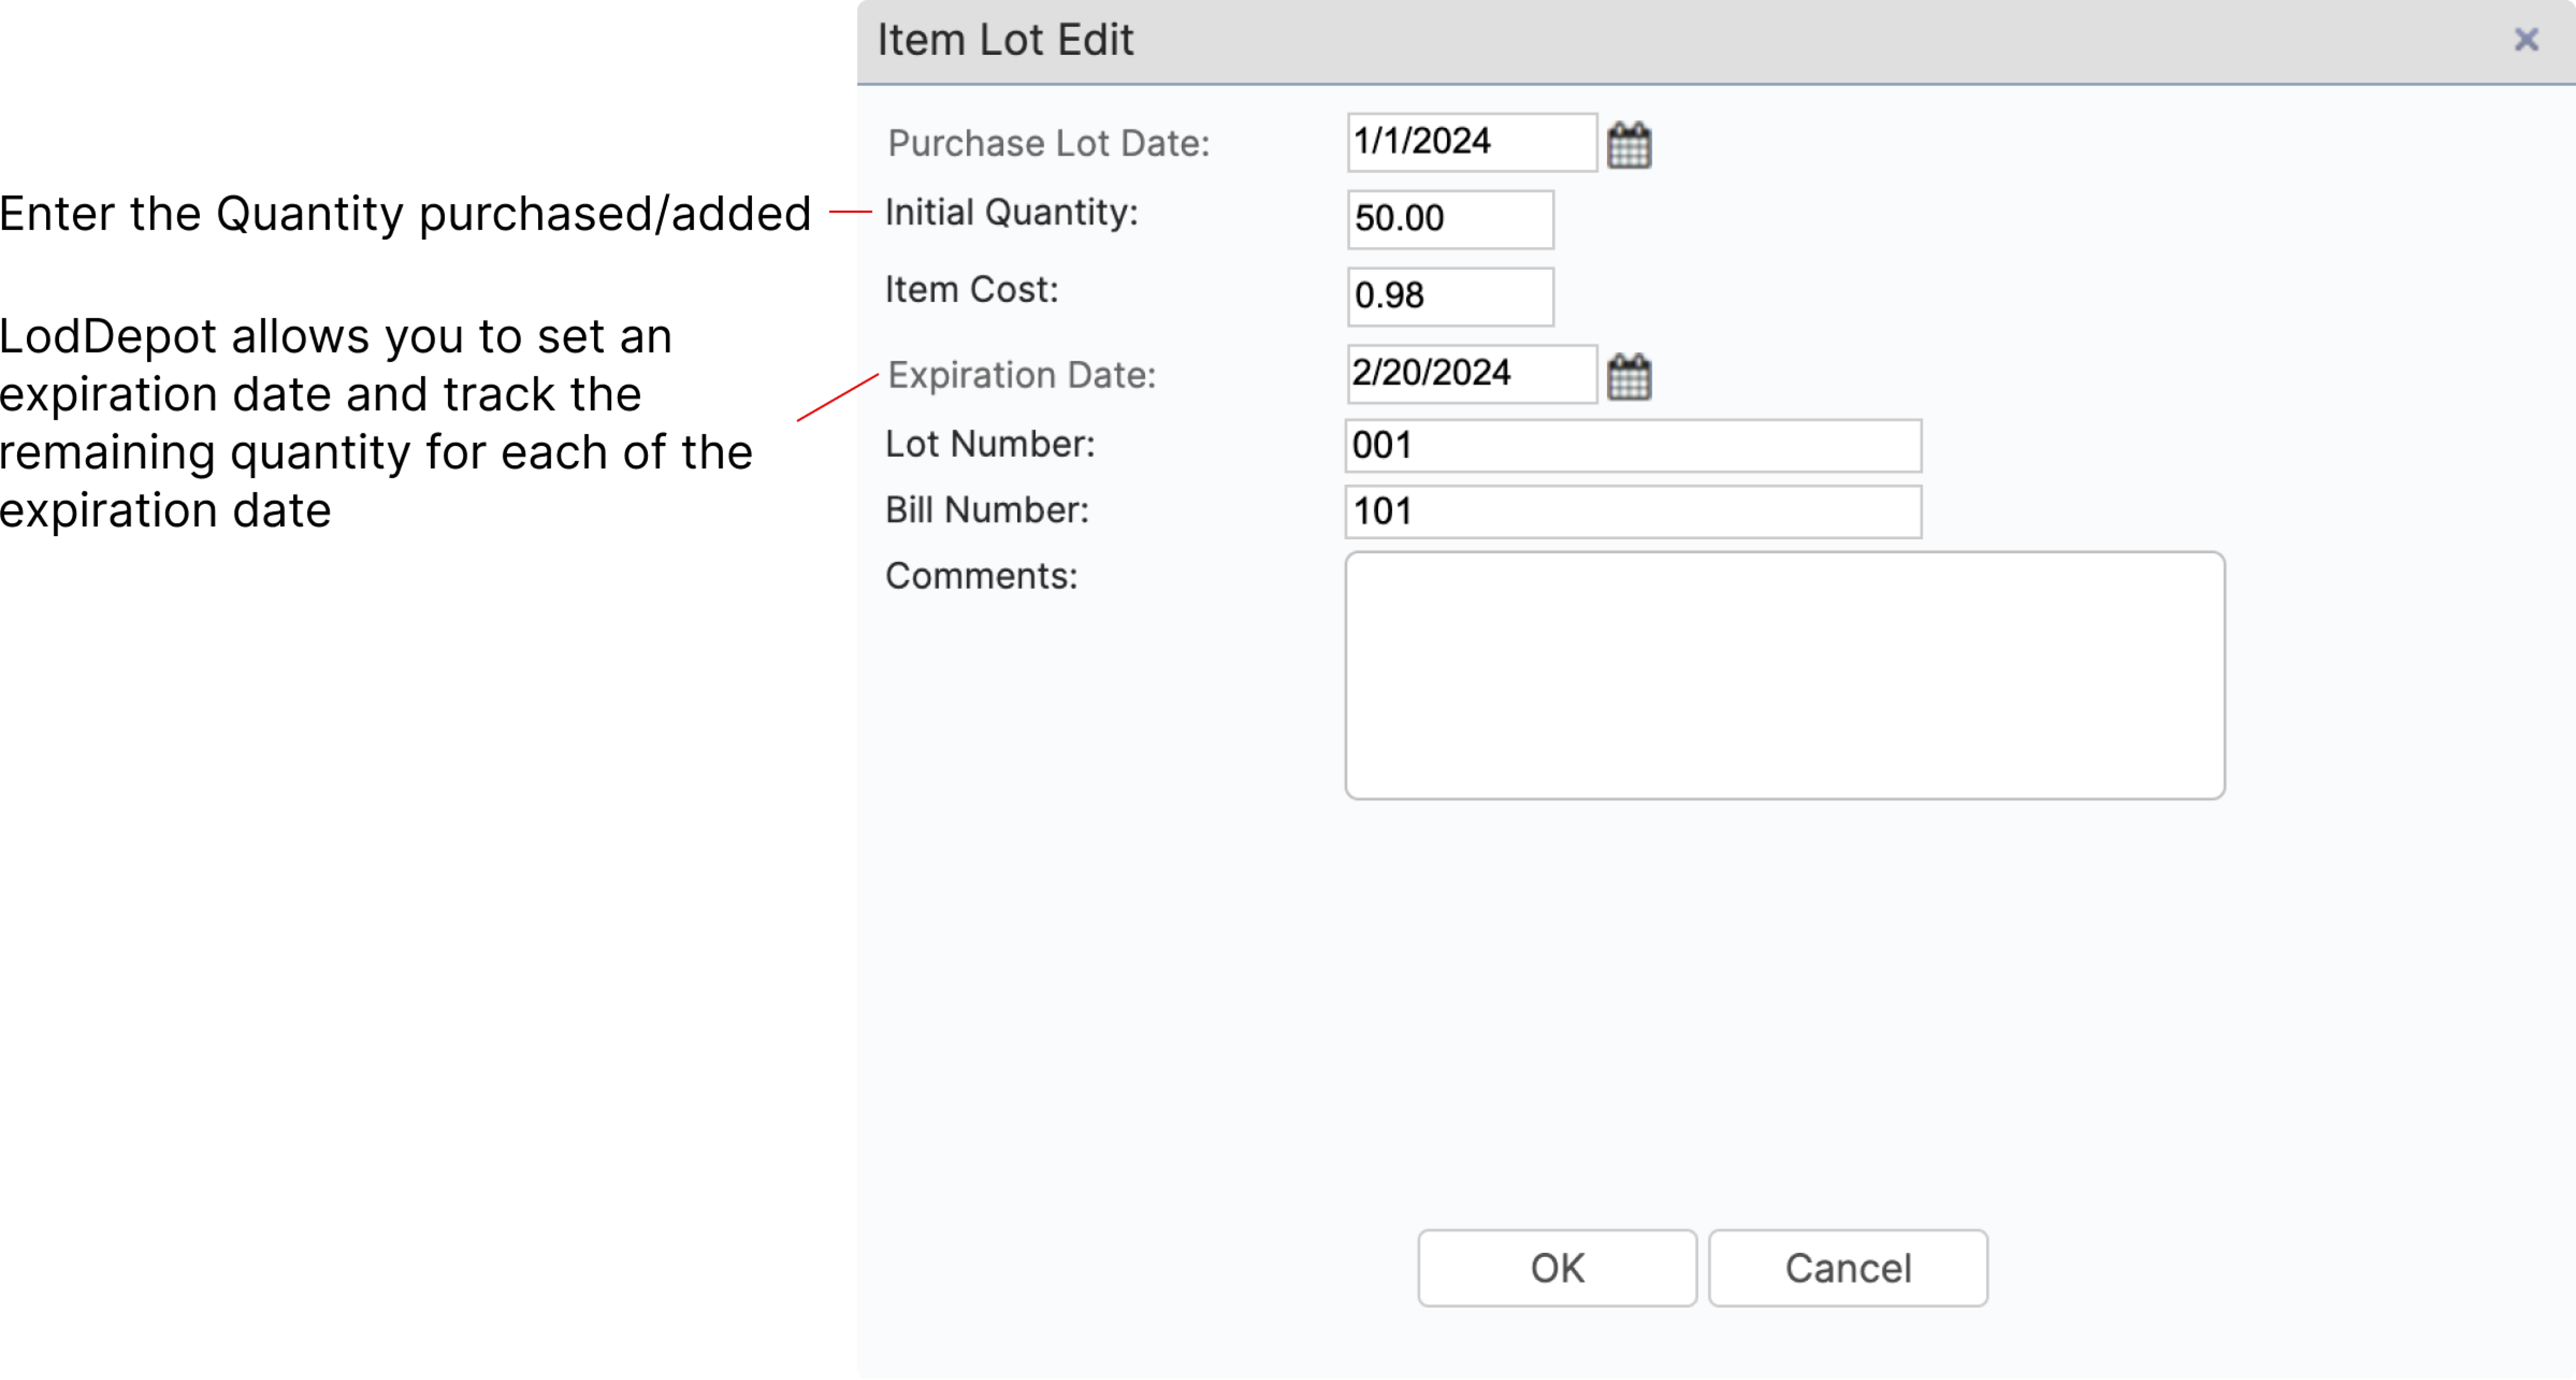 Item Lot Edit
Purchase Lot Date: 1/1/2024
Enter the Quantity purchased/added
Initial Quantity: 50.00
Item Cost: 0.98
LodDepot allows you to set an
expiration date and track the
remaining quantity for each of the
expiration date
Expiration Date: 2/20/2024
Lot Number: 001
Bill Number: 101
Comments:
OK Cancel